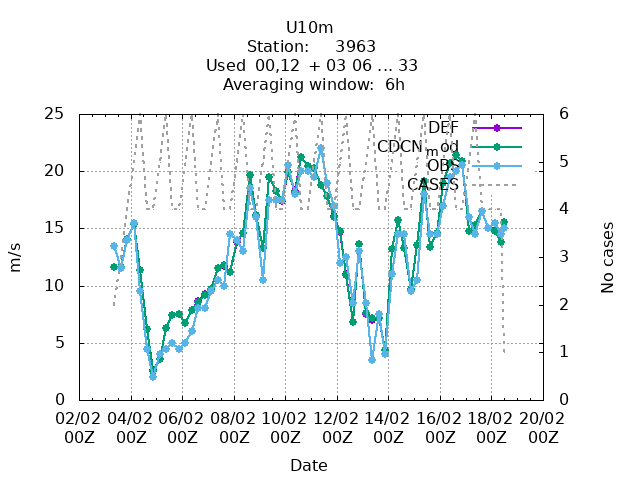 U10m
Station: 3963
Used 00,12 + 03 06 ... 33
Averaging window: 6h
DEF
CDCN_mod
OBS
CASES
25
20
15
10
5
0
6
5
4
3
2
1
0
m/s
No cases
02/02 04/02 06/02 08/02 10/02 12/02 14/02 16/02 18/02 20/02
00Z 00Z 00Z 00Z 00Z 00Z 00Z 00Z 00Z 00Z
Date